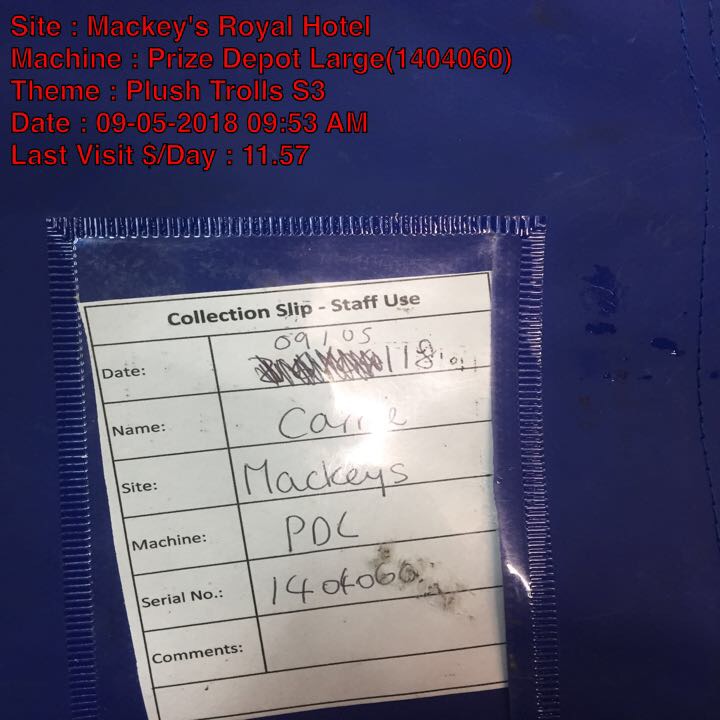 Site : Mackey's Royal Hotel
Machine : Prize Depot Large(1404060)
Theme : Plush Trolls S3
Date : 09-05-2018 09:53 AM
Last Visit $/Day : 11.57
Collection Slip - Staff Use
09/05
Date: /18
Name:
Site: Mackeys
Machine: PDL
Serial No.: 1404060
Comments: